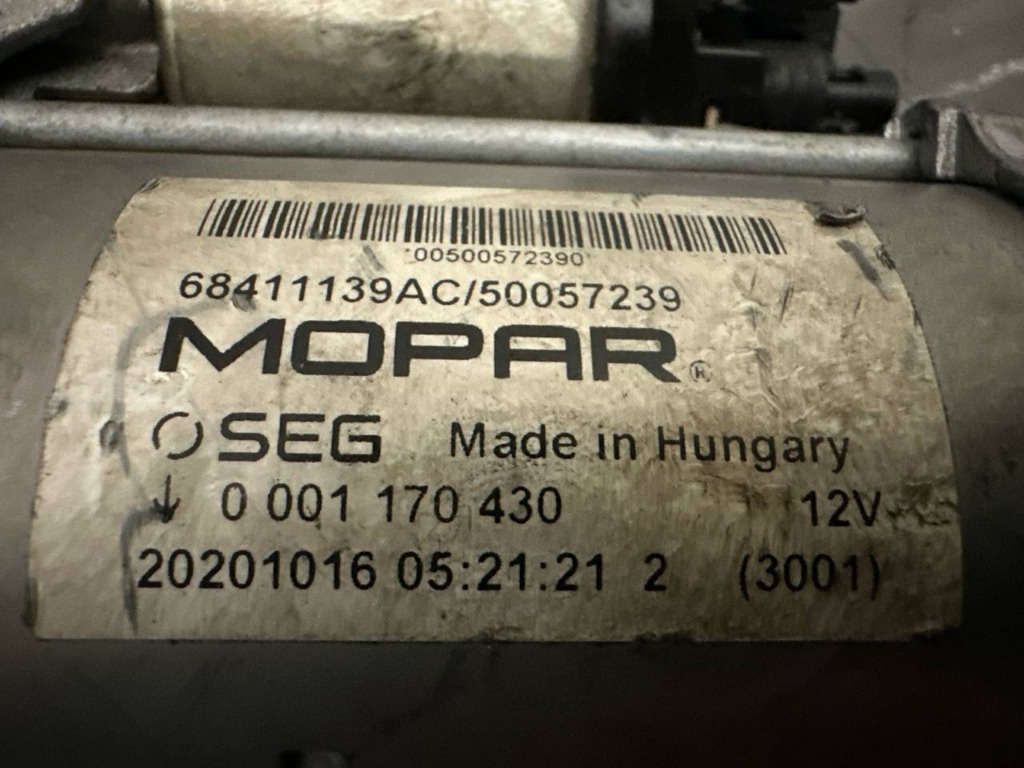 00500572390
68411139AC/50057239
MOPAR®
SEG Made in Hungary
↓ 0 001 170 430 12V
20201016 05:21:21 2 (3001)